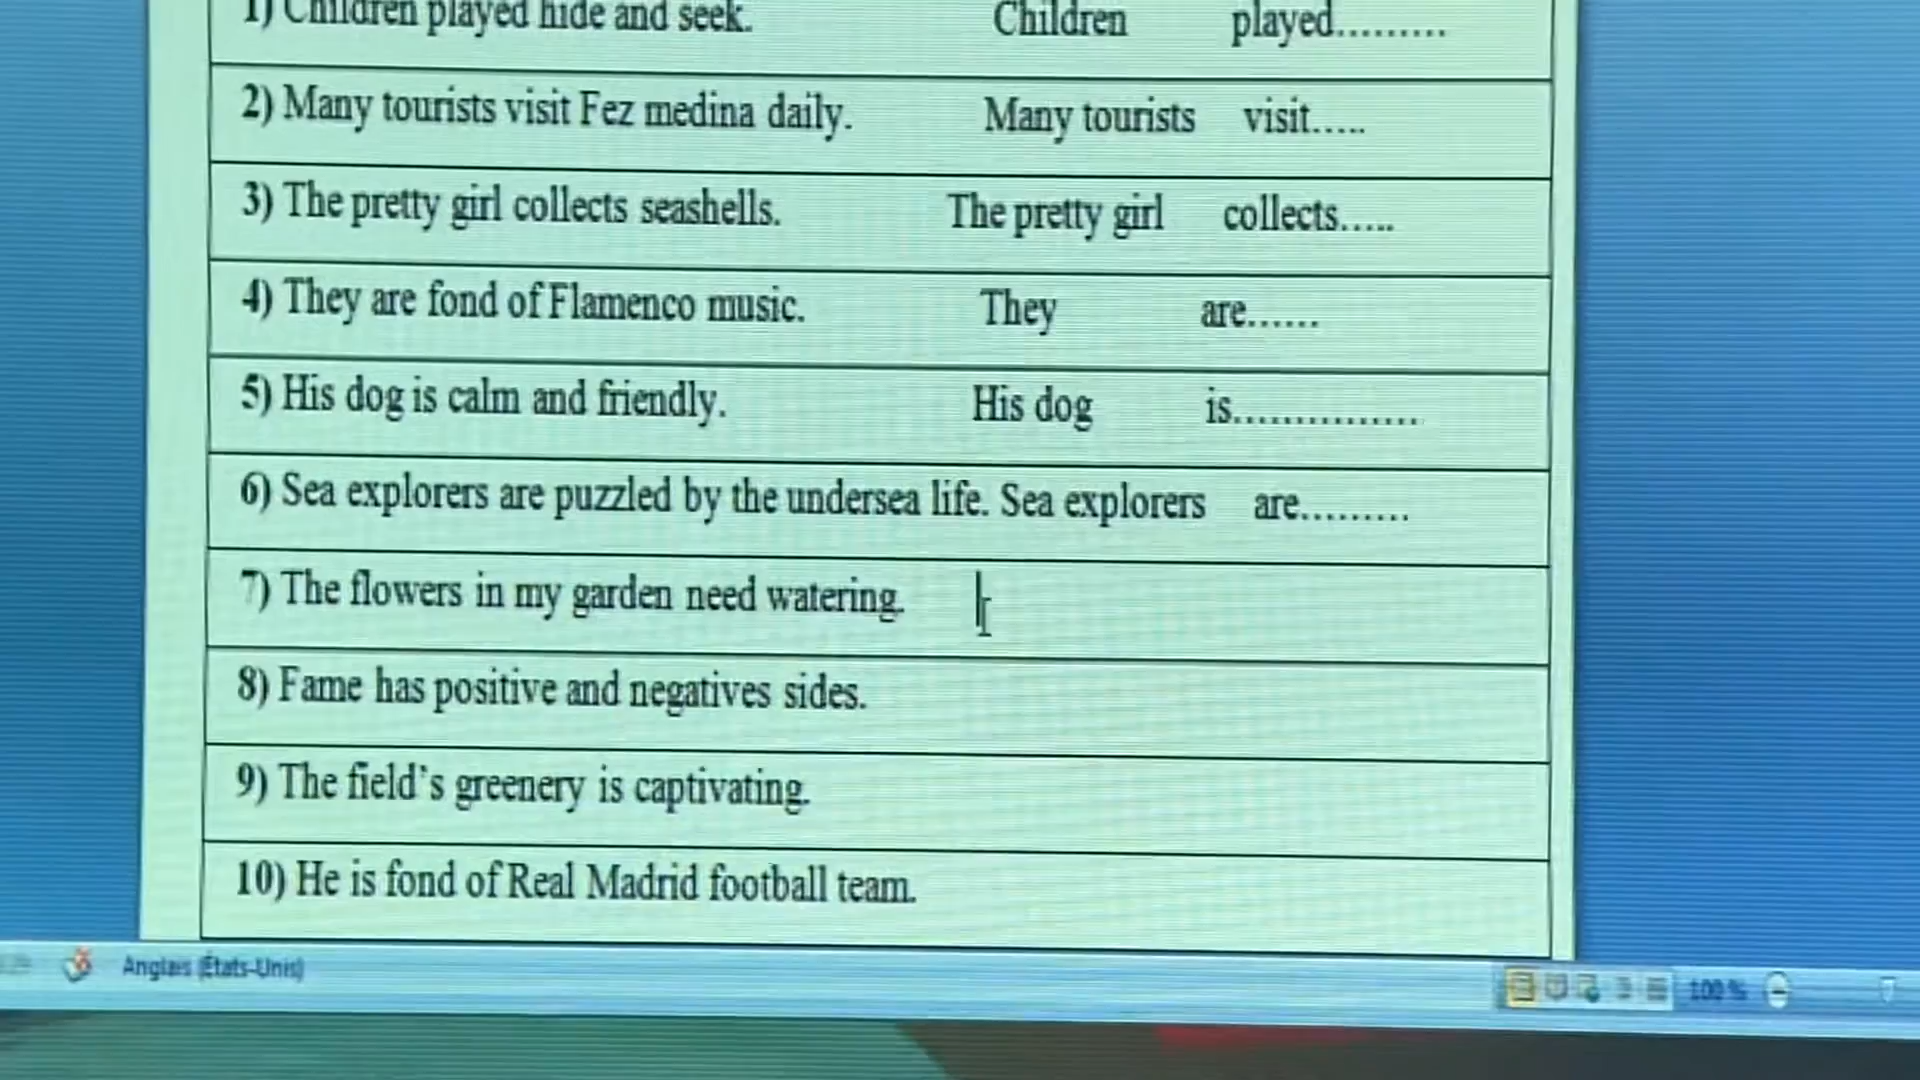 1) Children played hide and seek. Children played.........
2) Many tourists visit Fez medina daily. Many tourists visit.....
3) The pretty girl collects seashells. The pretty girl collects.....
4) They are fond of Flamenco music. They are......
5) His dog is calm and friendly. His dog is...............
6) Sea explorers are puzzled by the undersea life. Sea explorers are.........
7) The flowers in my garden need watering.
8) Fame has positive and negatives sides.
9) The field's greenery is captivating.
10) He is fond of Real Madrid football team.
Anglais (États-Unis) 100 %